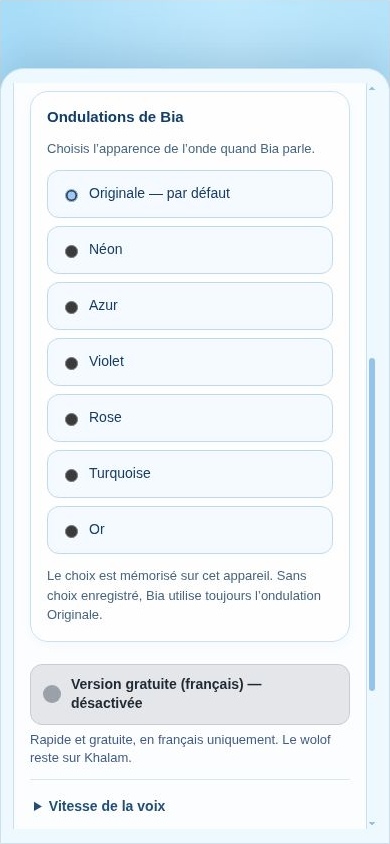 Ondulations de Bia
Choisis l’apparence de l’onde quand Bia parle.
Originale — par défaut
Néon
Azur
Violet
Rose
Turquoise
Or
Le choix est mémorisé sur cet appareil. Sans
choix enregistré, Bia utilise toujours l’ondulation
Originale.
Version gratuite (français) —
désactivée
Rapide et gratuite, en français uniquement. Le wolof
reste sur Khalam.
Vitesse de la voix